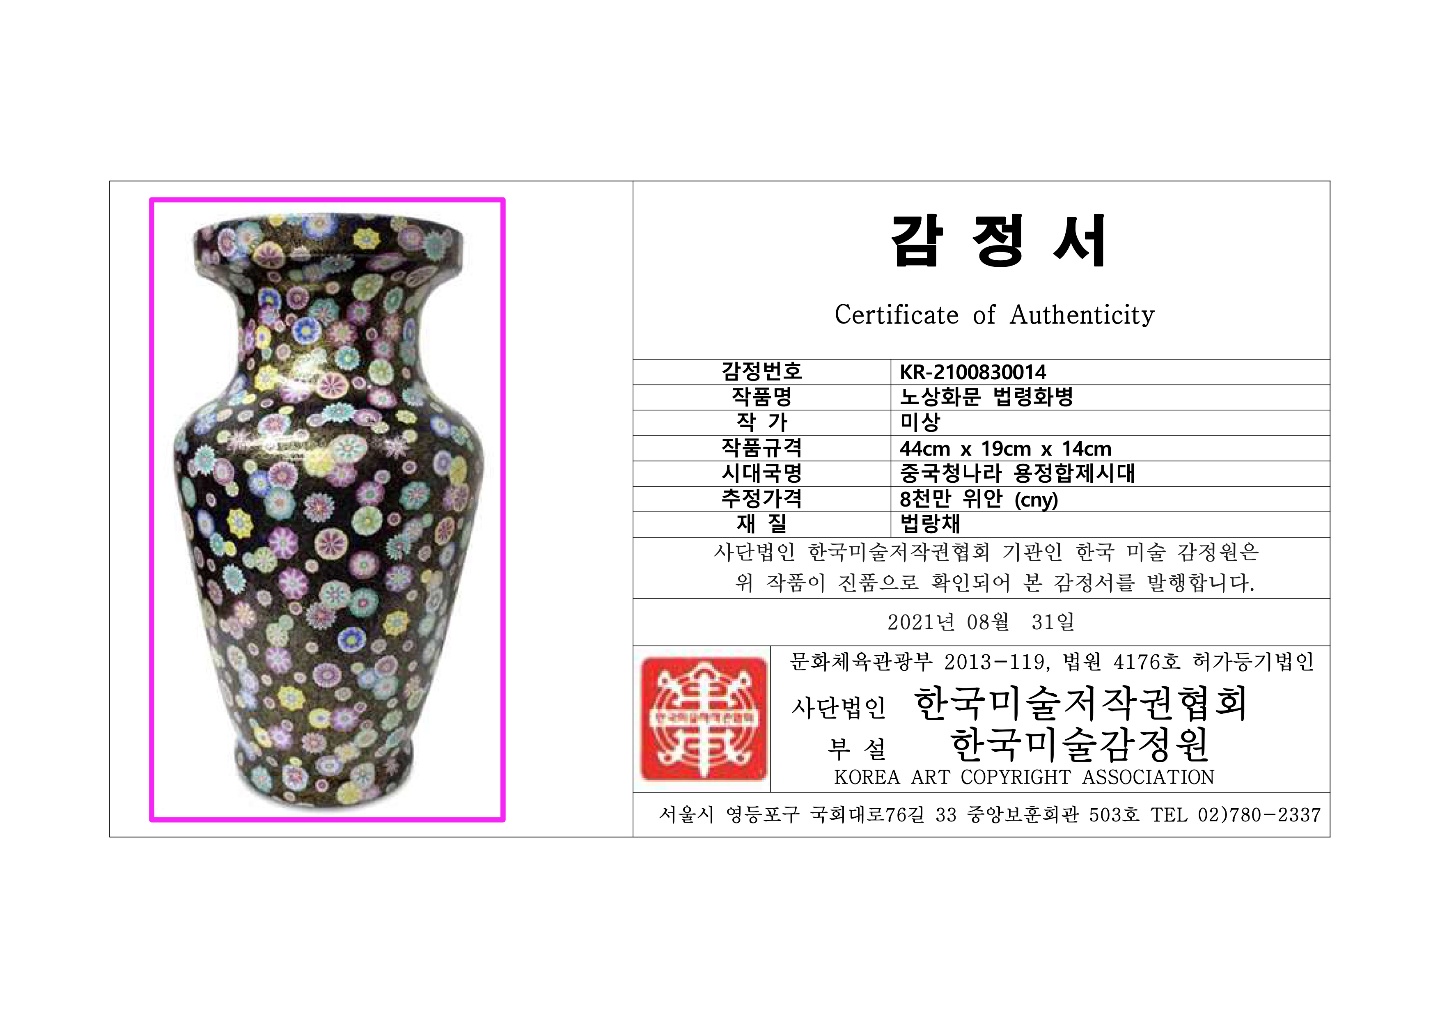 감 정 서
Certificate of Authenticity
감정번호 KR-2100830014
작품명 노상화문 법령화병
작 가 미상
작품규격 44cm x 19cm x 14cm
시대국명 중국청나라 용정합제시대
추정가격 8천만 위안 (cny)
재 질 법랑채
사단법인 한국미술저작권협회 기관인 한국 미술 감정원은
위 작품이 진품으로 확인되어 본 감정서를 발행합니다.
2021년 08월 31일
문화체육관광부 2013-119, 법원 4176호 허가등기법인
사단법인 한국미술저작권협회
부 설 한국미술감정원
KOREA ART COPYRIGHT ASSOCIATION
한국미술저작권협회
서울시 영등포구 국회대로76길 33 중앙보훈회관 503호 TEL 02)780-2337